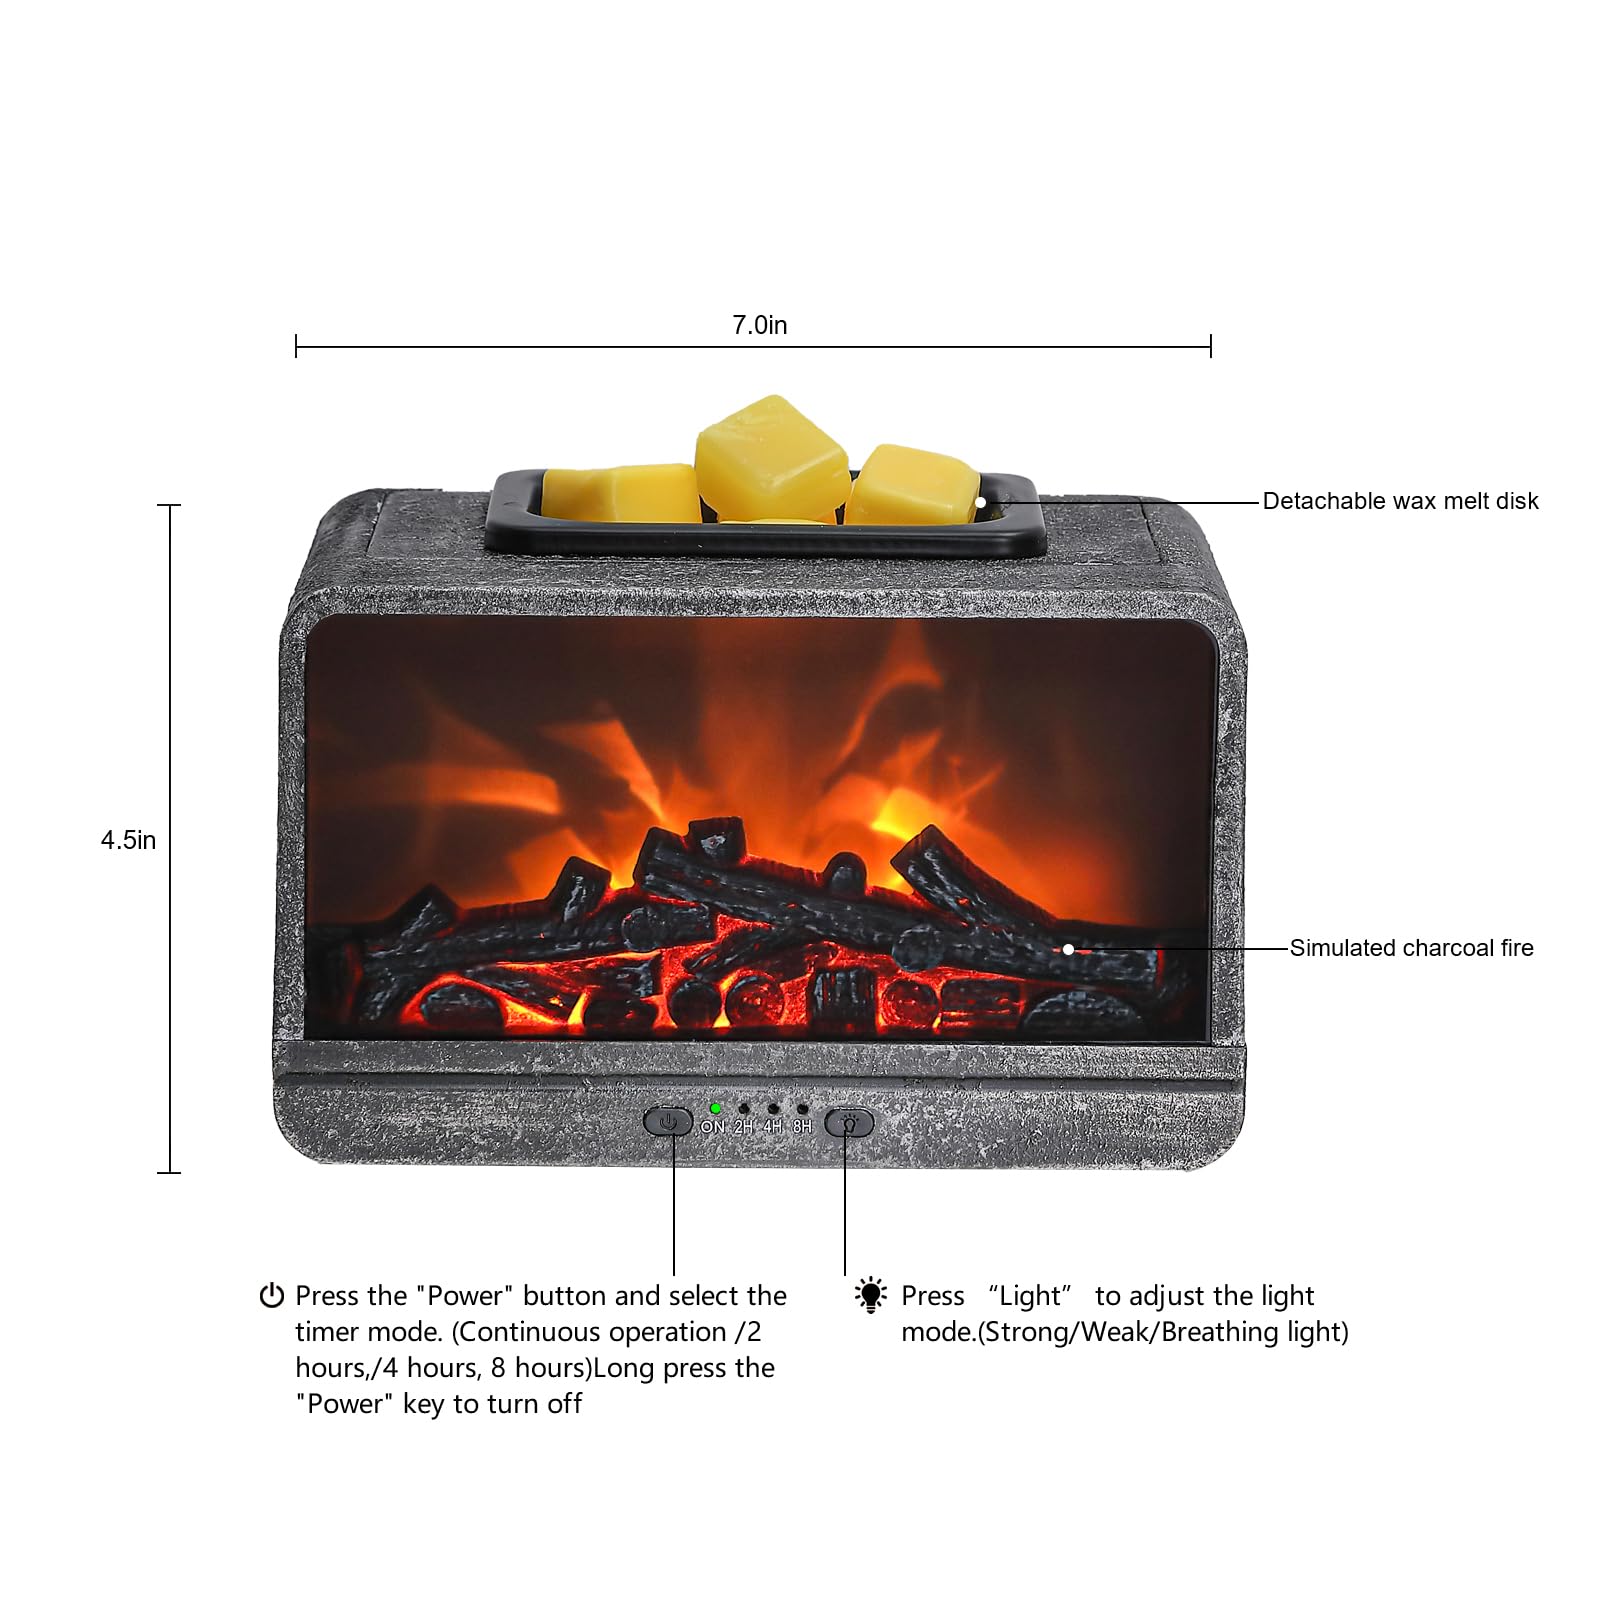 7.0in
Detachable wax melt disk
4.5in
Simulated charcoal fire
ON 2H 4H 8H
Press the "Power" button and select the
timer mode. (Continuous operation /2
hours,/4 hours, 8 hours)Long press the
"Power" key to turn off
Press “Light” to adjust the light
mode.(Strong/Weak/Breathing light)